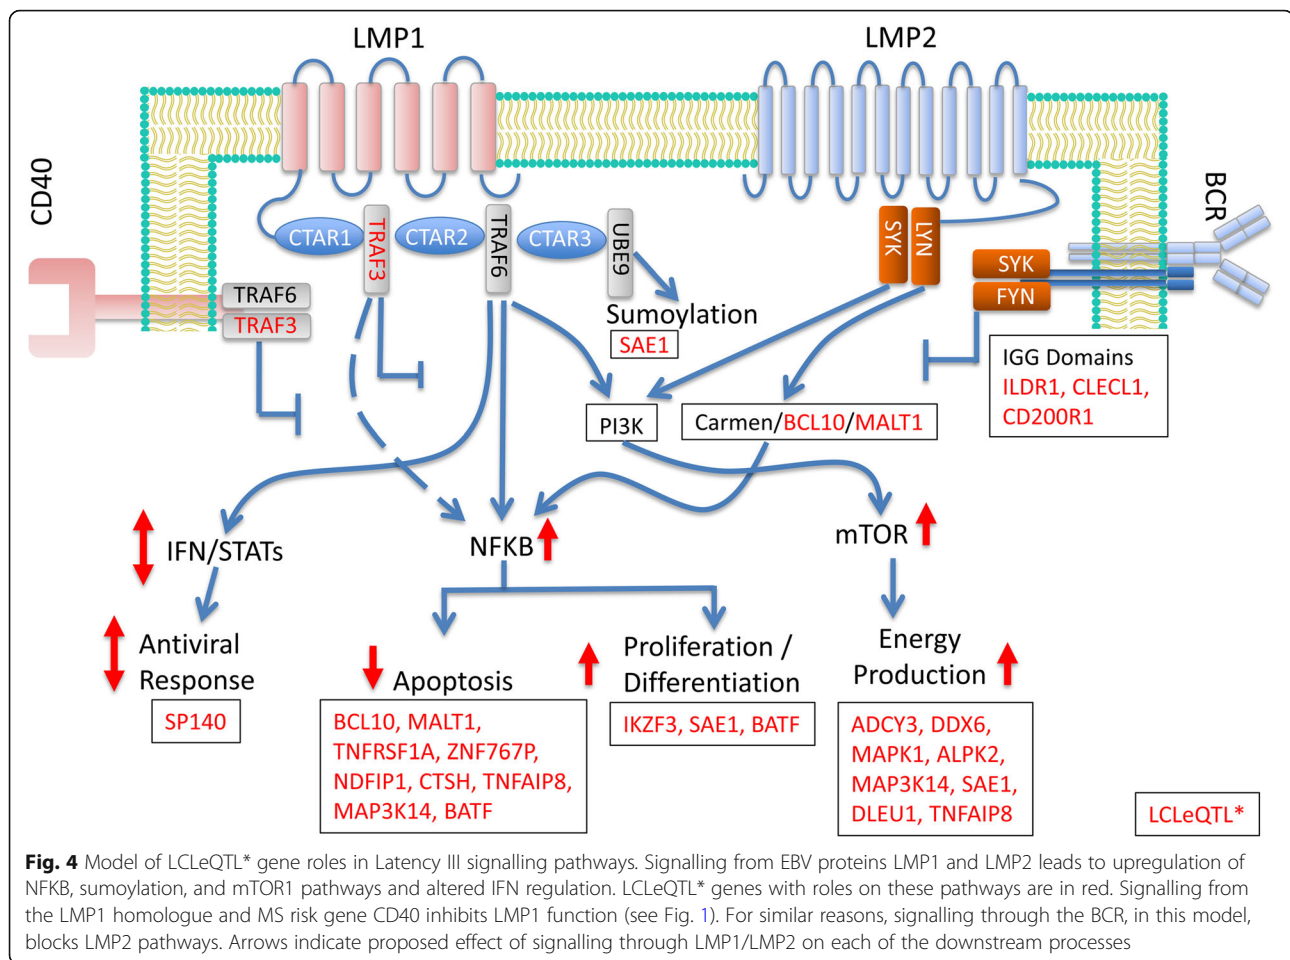 LMP1
LMP2
CD40
BCR
CTAR1
TRAF3
CTAR2
TRAF6
CTAR3
UBE9
SYK
LYN
SYK
FYN
TRAF6
TRAF3
Sumoylation
SAE1
IGG Domains
ILDR1, CLECL1,
CD200R1
PI3K
Carmen/BCL10/MALT1
IFN/STATs
NFKB
mTOR
Antiviral
Response
SP140
Apoptosis
BCL10, MALT1,
TNFRSF1A, ZNF767P,
NDFIP1, CTSH, TNFAIP8,
MAP3K14, BATF
Proliferation /
Differentiation
IKZF3, SAE1, BATF
Energy
Production
ADCY3, DDX6,
MAPK1, ALPK2,
MAP3K14, SAE1,
DLEU1, TNFAIP8
LCLeQTL*
Fig. 4 Model of LCLeQTL* gene roles in Latency III signalling pathways. Signalling from EBV proteins LMP1 and LMP2 leads to upregulation of
NFKB, sumoylation, and mTOR1 pathways and altered IFN regulation. LCLeQTL* genes with roles on these pathways are in red. Signalling from
the LMP1 homologue and MS risk gene CD40 inhibits LMP1 function (see Fig. 1). For similar reasons, signalling through the BCR, in this model,
blocks LMP2 pathways. Arrows indicate proposed effect of signalling through LMP1/LMP2 on each of the downstream processes